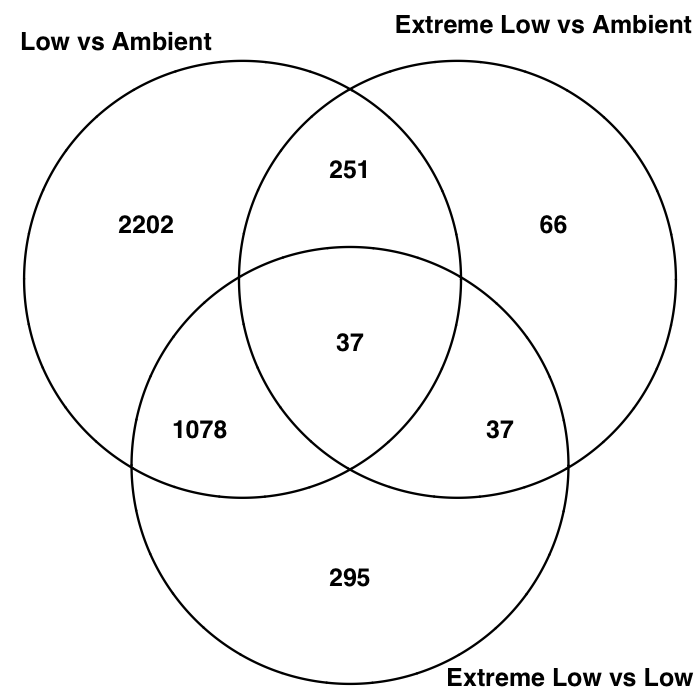 Extreme Low vs Ambient
Low vs Ambient
251
2202
66
37
1078
37
295
Extreme Low vs Low